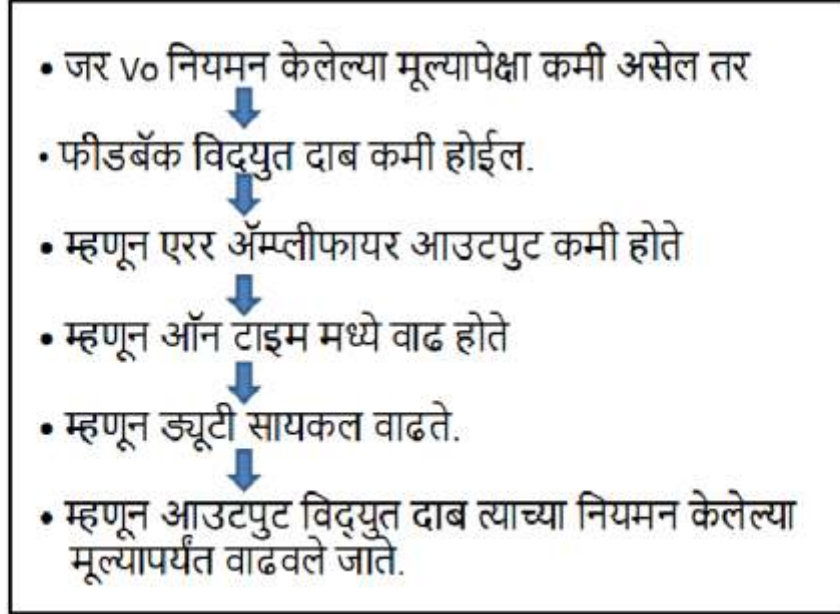 • जर Vo नियमन केलेल्या मूल्यापेक्षा कमी असेल तर
• फीडबॅक विद्युत दाब कमी होईल.
• म्हणून एरर ॲम्प्लीफायर आउटपुट कमी होते
• म्हणून ऑन टाइम मध्ये वाढ होते
• म्हणून ड्यूटी सायकल वाढते.
• म्हणून आउटपुट विद्युत दाब त्याच्या नियमन केलेल्या
मूल्यापर्यंत वाढवले जाते.